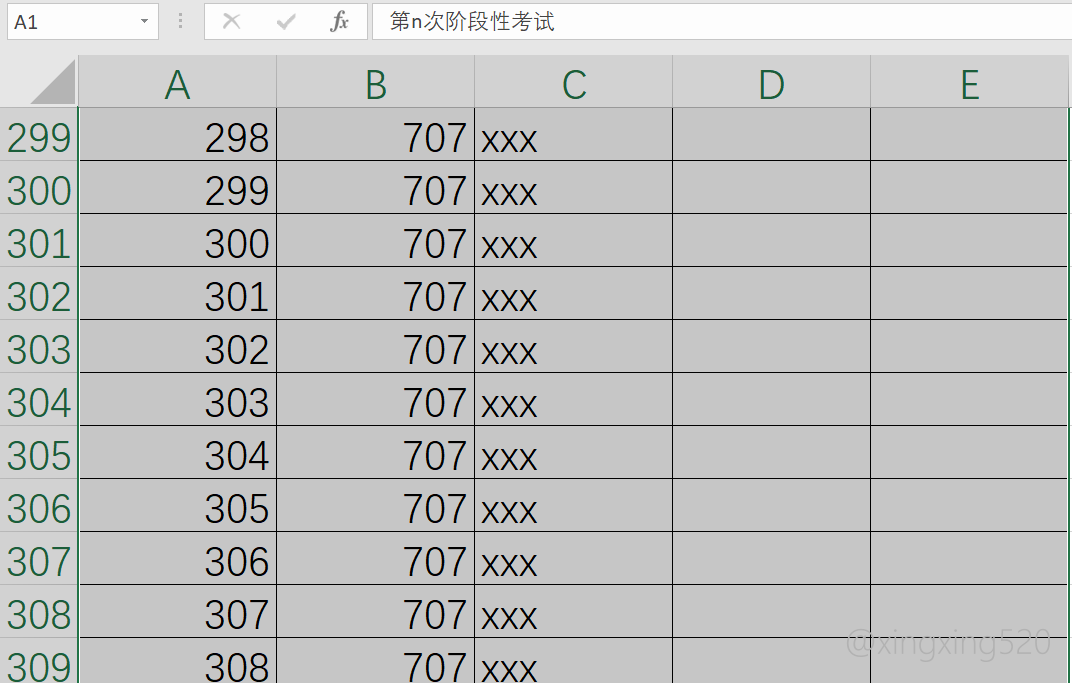 A1 fx 第n次阶段性考试
A B C D E
299 298 707 xxx
300 299 707 xxx
301 300 707 xxx
302 301 707 xxx
303 302 707 xxx
304 303 707 xxx
305 304 707 xxx
306 305 707 xxx
307 306 707 xxx
308 307 707 xxx
309 308 707 xxx
@xingxing520